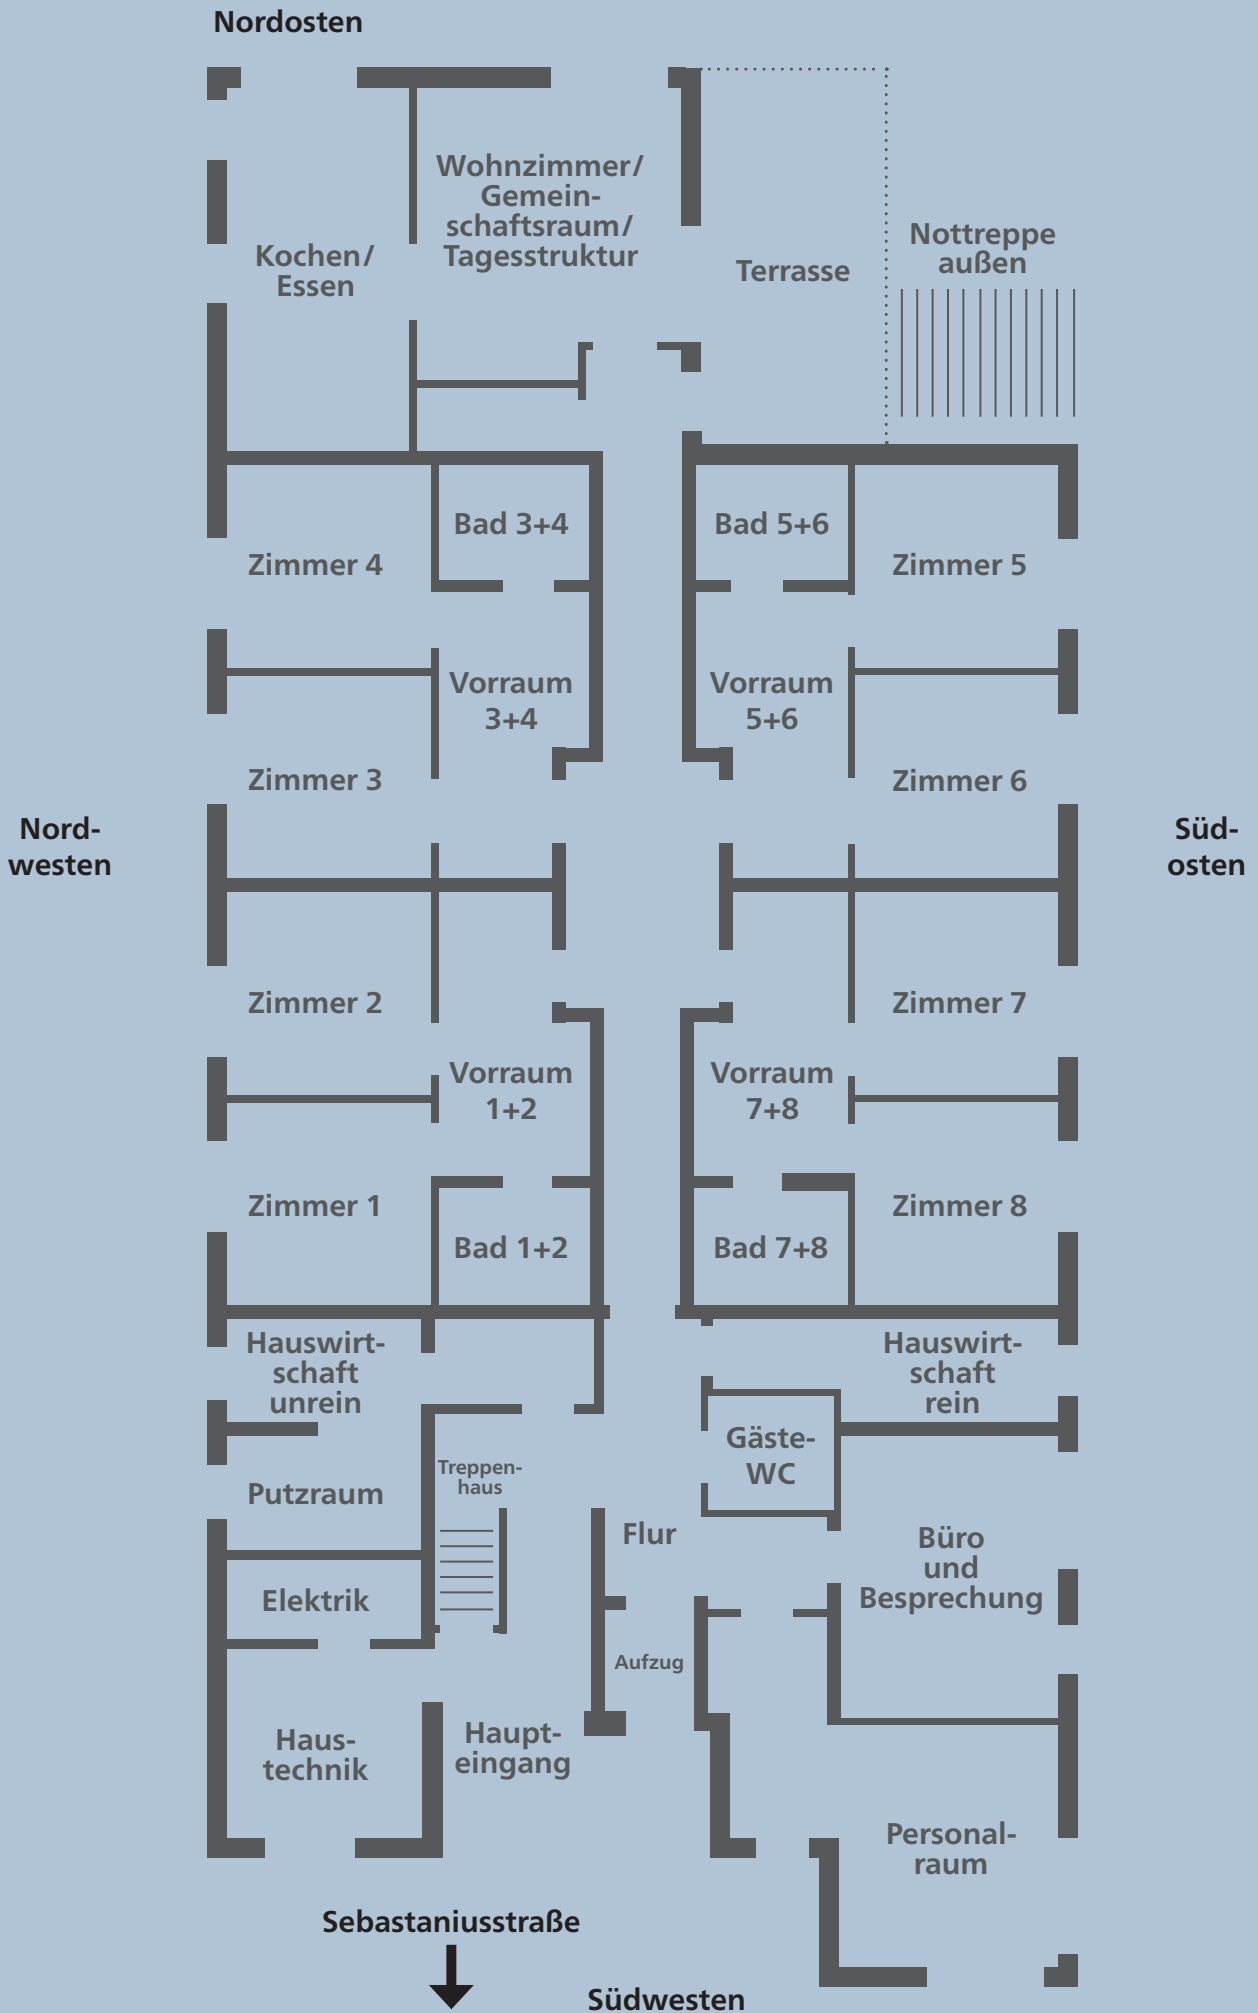 Nordosten
Wohnzimmer/
Gemein-
schaftsraum/
Tagesstruktur
Kochen/
Essen
Terrasse
Nottreppe
außen
Bad 3+4
Bad 5+6
Zimmer 4
Zimmer 5
Vorraum
3+4
Vorraum
5+6
Zimmer 3
Zimmer 6
Nord-
westen
Süd-
osten
Zimmer 2
Zimmer 7
Vorraum
1+2
Vorraum
7+8
Zimmer 1
Zimmer 8
Bad 1+2
Bad 7+8
Hauswirt-
schaft
unrein
Hauswirt-
schaft
rein
Gäste-
WC
Treppen-
haus
Putzraum
Flur
Büro
und
Besprechung
Elektrik
Aufzug
Haus-
technik
Haupt-
eingang
Personal-
raum
Sebastaniusstraße
Südwesten